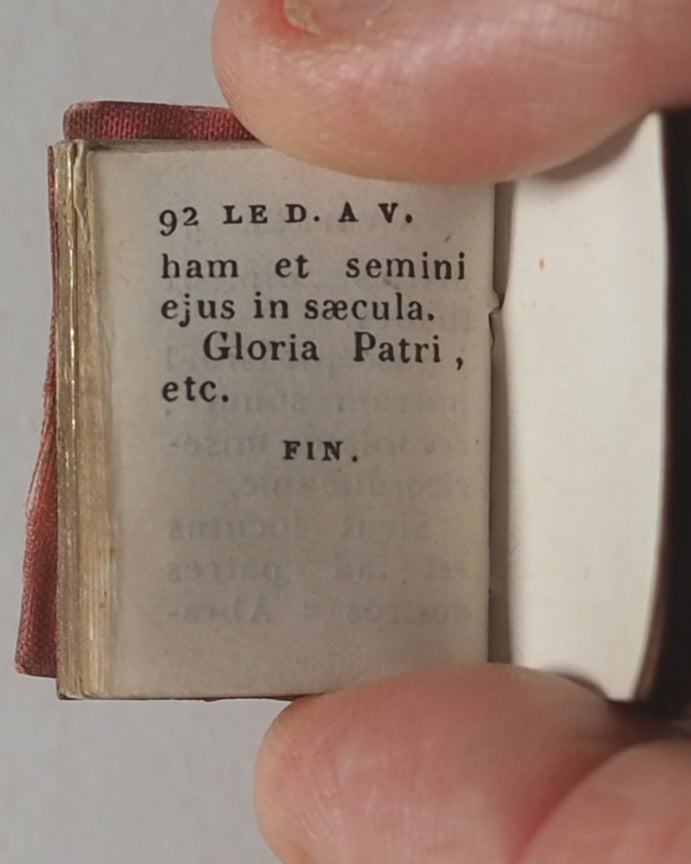 92 LE D. A V.
ham et semini
ejus in sæcula.
Gloria Patri,
etc.
FIN.